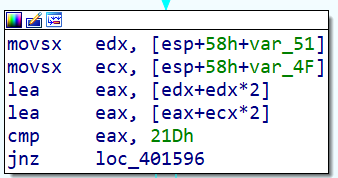 movsx   edx, [esp+58h+var_51]
movsx   ecx, [esp+58h+var_4F]
lea     eax, [edx+edx*2]
lea     eax, [eax+ecx*2]
cmp     eax, 21Dh
jnz     loc_401596